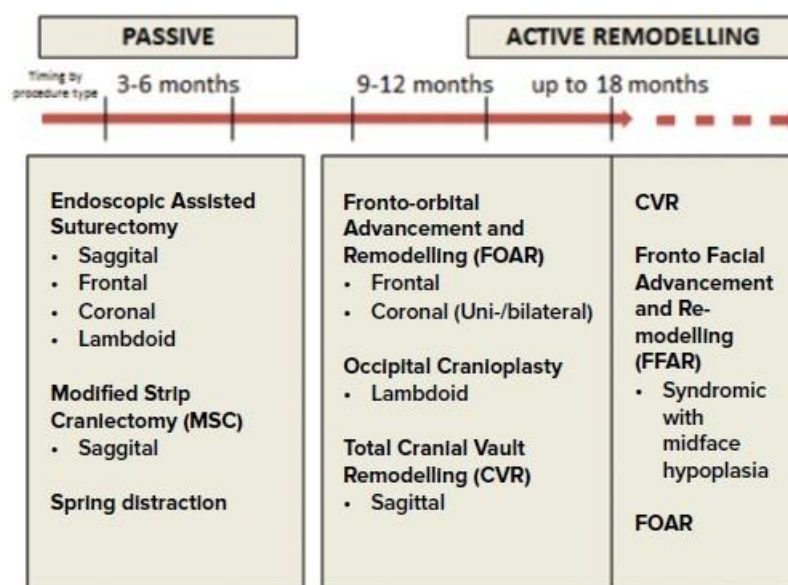 PASSIVE
ACTIVE REMODELLING
Timing by
procedure type
3-6 months
9-12 months
up to 18 months
Endoscopic Assisted
Suturectomy
• Saggital
• Frontal
• Coronal
• Lambdoid
Modified Strip
Craniectomy (MSC)
• Saggital
Spring distraction
Fronto-orbital
Advancement and
Remodelling (FOAR)
• Frontal
• Coronal (Uni-/bilateral)
Occipital Cranioplasty
• Lambdoid
Total Cranial Vault
Remodelling (CVR)
• Sagittal
CVR
Fronto Facial
Advancement
and Re-
modelling
(FFAR)
• Syndromic
with
midface
hypoplasia
FOAR